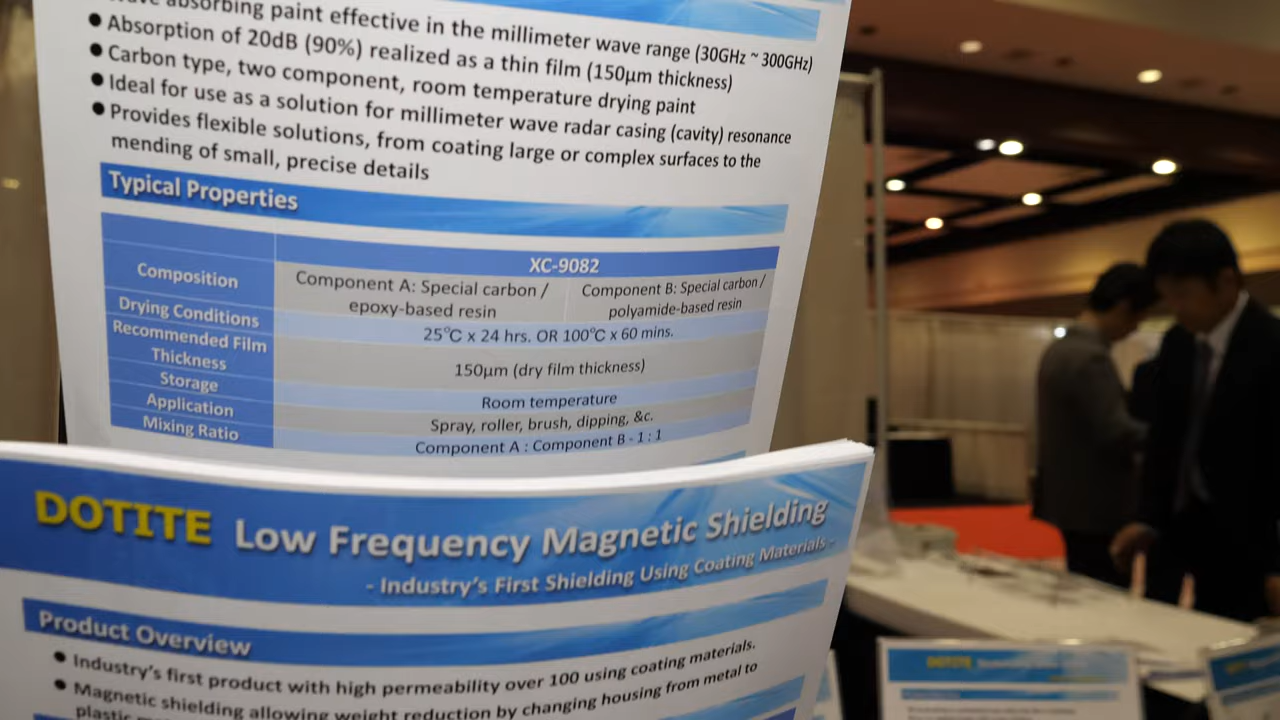 absorbing paint effective in the millimeter wave range (30GHz ~ 300GHz)
● Absorption of 20dB (90%) realized as a thin film (150μm thickness)
● Carbon type, two component, room temperature drying paint
● Ideal for use as a solution for millimeter wave radar casing (cavity) resonance
● Provides flexible solutions, from coating large or complex surfaces to the
mending of small, precise details
Typical Properties
XC-9082
Composition
Component A: Special carbon /
epoxy-based resin
Component B: Special carbon /
polyamide-based resin
Drying Conditions
25℃ x 24 hrs. OR 100℃ x 60 mins.
Recommended Film
Thickness
150μm (dry film thickness)
Storage
Room temperature
Application
Spray, roller, brush, dipping, &c.
Mixing Ratio
Component A : Component B - 1 : 1
DOTITE Low Frequency Magnetic Shielding
- Industry's First Shielding Using Coating Materials -
Product Overview
● Industry's first product with high permeability over 100 using coating materials.
● Magnetic shielding allowing weight reduction by changing housing from metal to
plastic
DOTITE